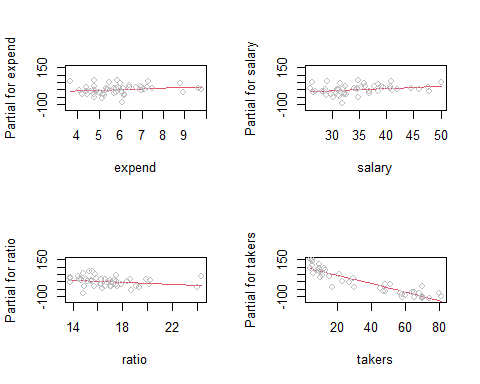 Partial for expend
150
-100
4 5 6 7 8 9
expend
Partial for salary
150
-100
30 35 40 45 50
salary
Partial for ratio
150
-100
14 18 22
ratio
Partial for takers
150
-100
20 40 60 80
takers